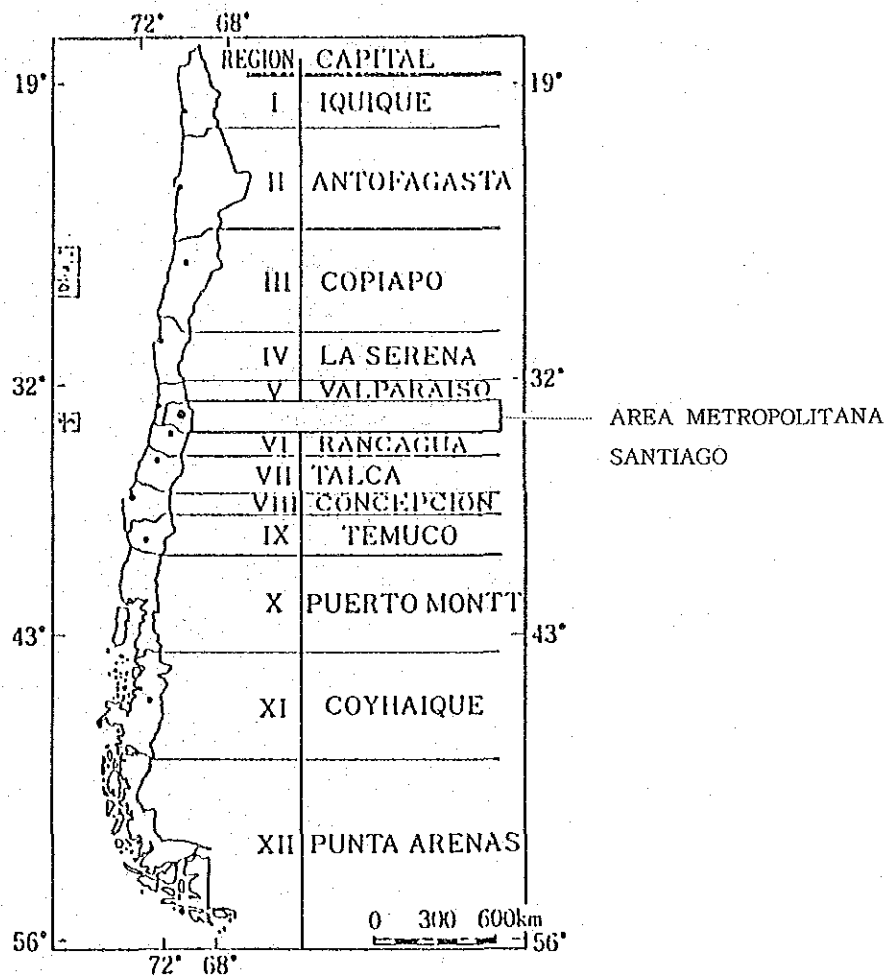 72° 68°
REGION CAPITAL
19° 19°
I IQUIQUE
II ANTOFAGASTA
III COPIAPO
IV LA SERENA
32° 32°
V VALPARAISO
AREA METROPOLITANA
SANTIAGO
VI RANCAGUA
VII TALCA
VIII CONCEPCION
IX TEMUCO
X PUERTO MONTT
43° 43°
XI COYHAIQUE
XII PUNTA ARENAS
0 300 600km
56° 56°
72° 68°